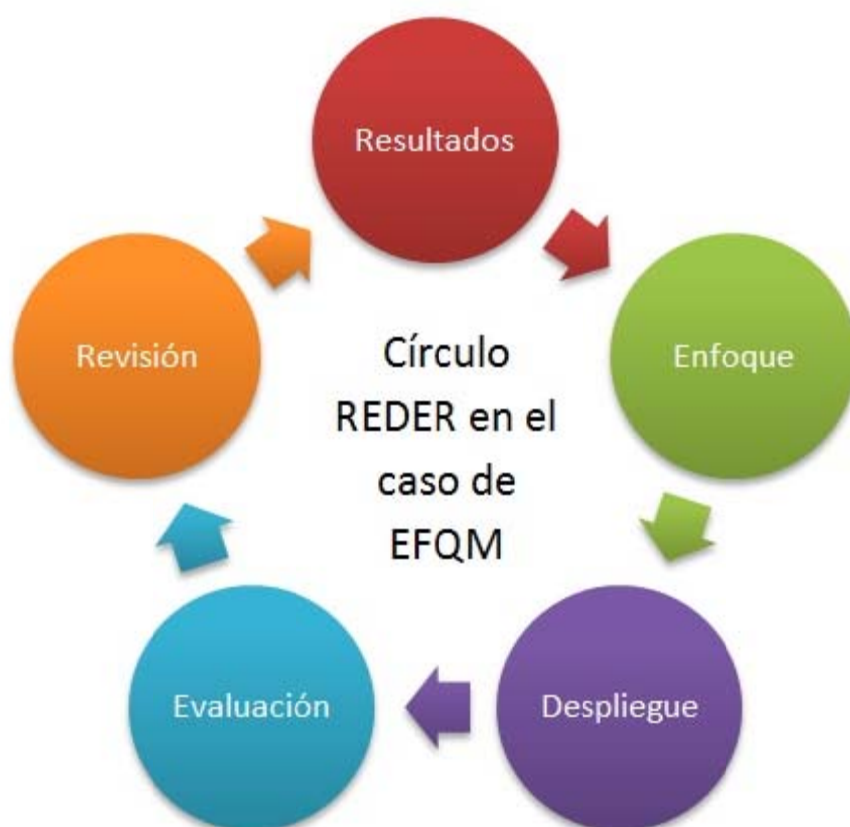 Resultados
Enfoque
Despliegue
Evaluación
Revisión
Círculo
REDER en el
caso de
EFQM